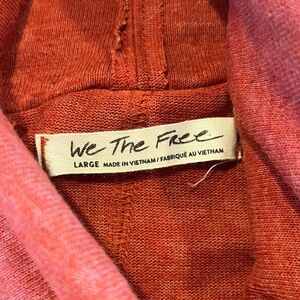 We The Free
LARGE MADE IN VIETNAM / FABRIQUÉ AU VIETNAM